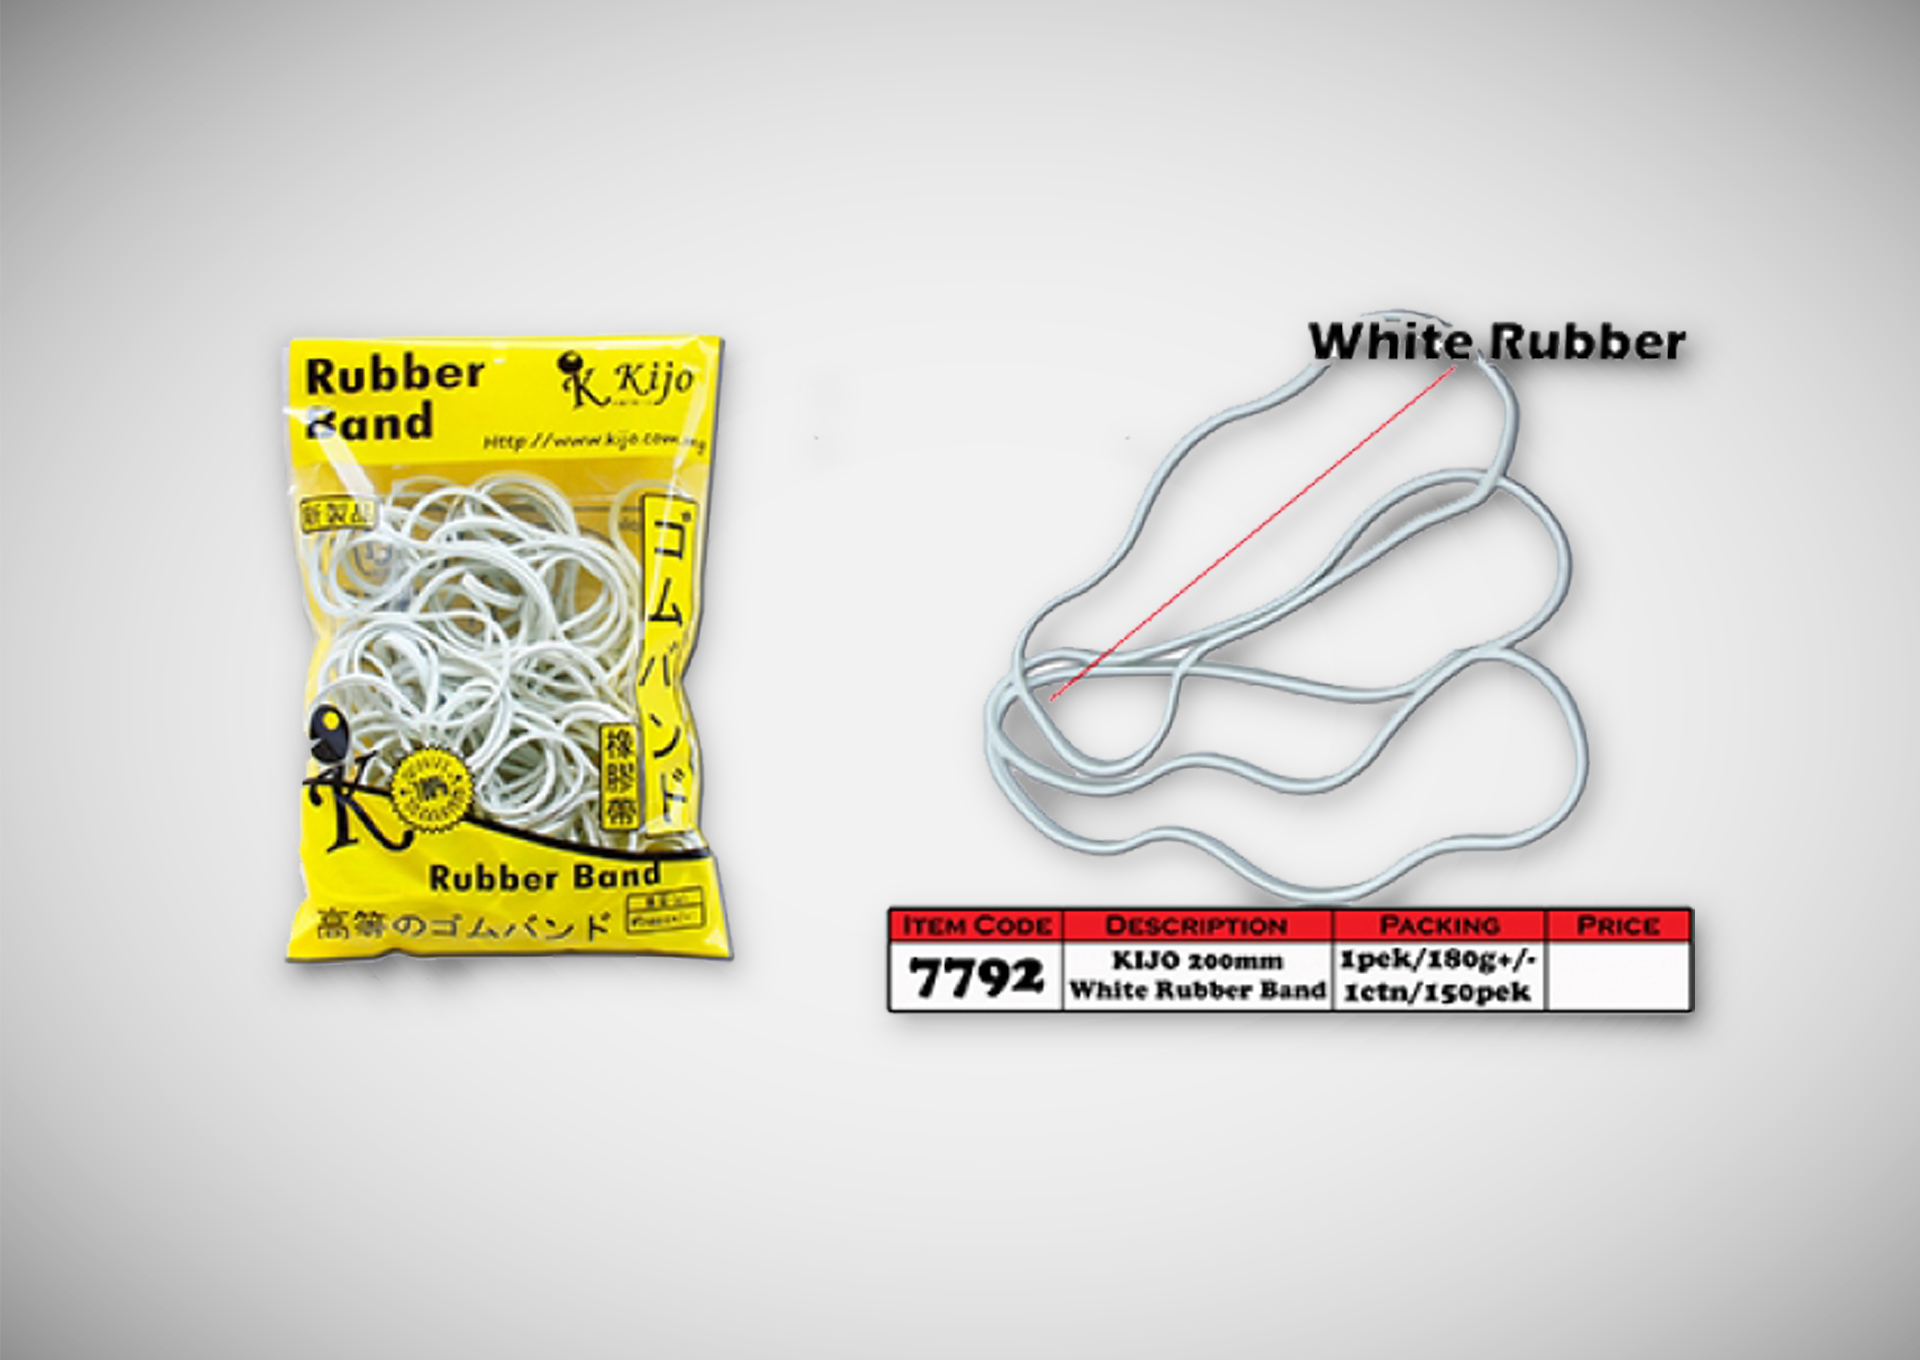 Rubber
Band
K Kijo
Http://www.kijo.com.my
新製品
ゴムバンド
橡膠帶
100%
K
Rubber Band
高等のゴムバンド
White Rubber
ITEM CODE DESCRIPTION PACKING PRICE
7792 KIJO 200mm 1pek/180g+/-
White Rubber Band 1ctn/150pek